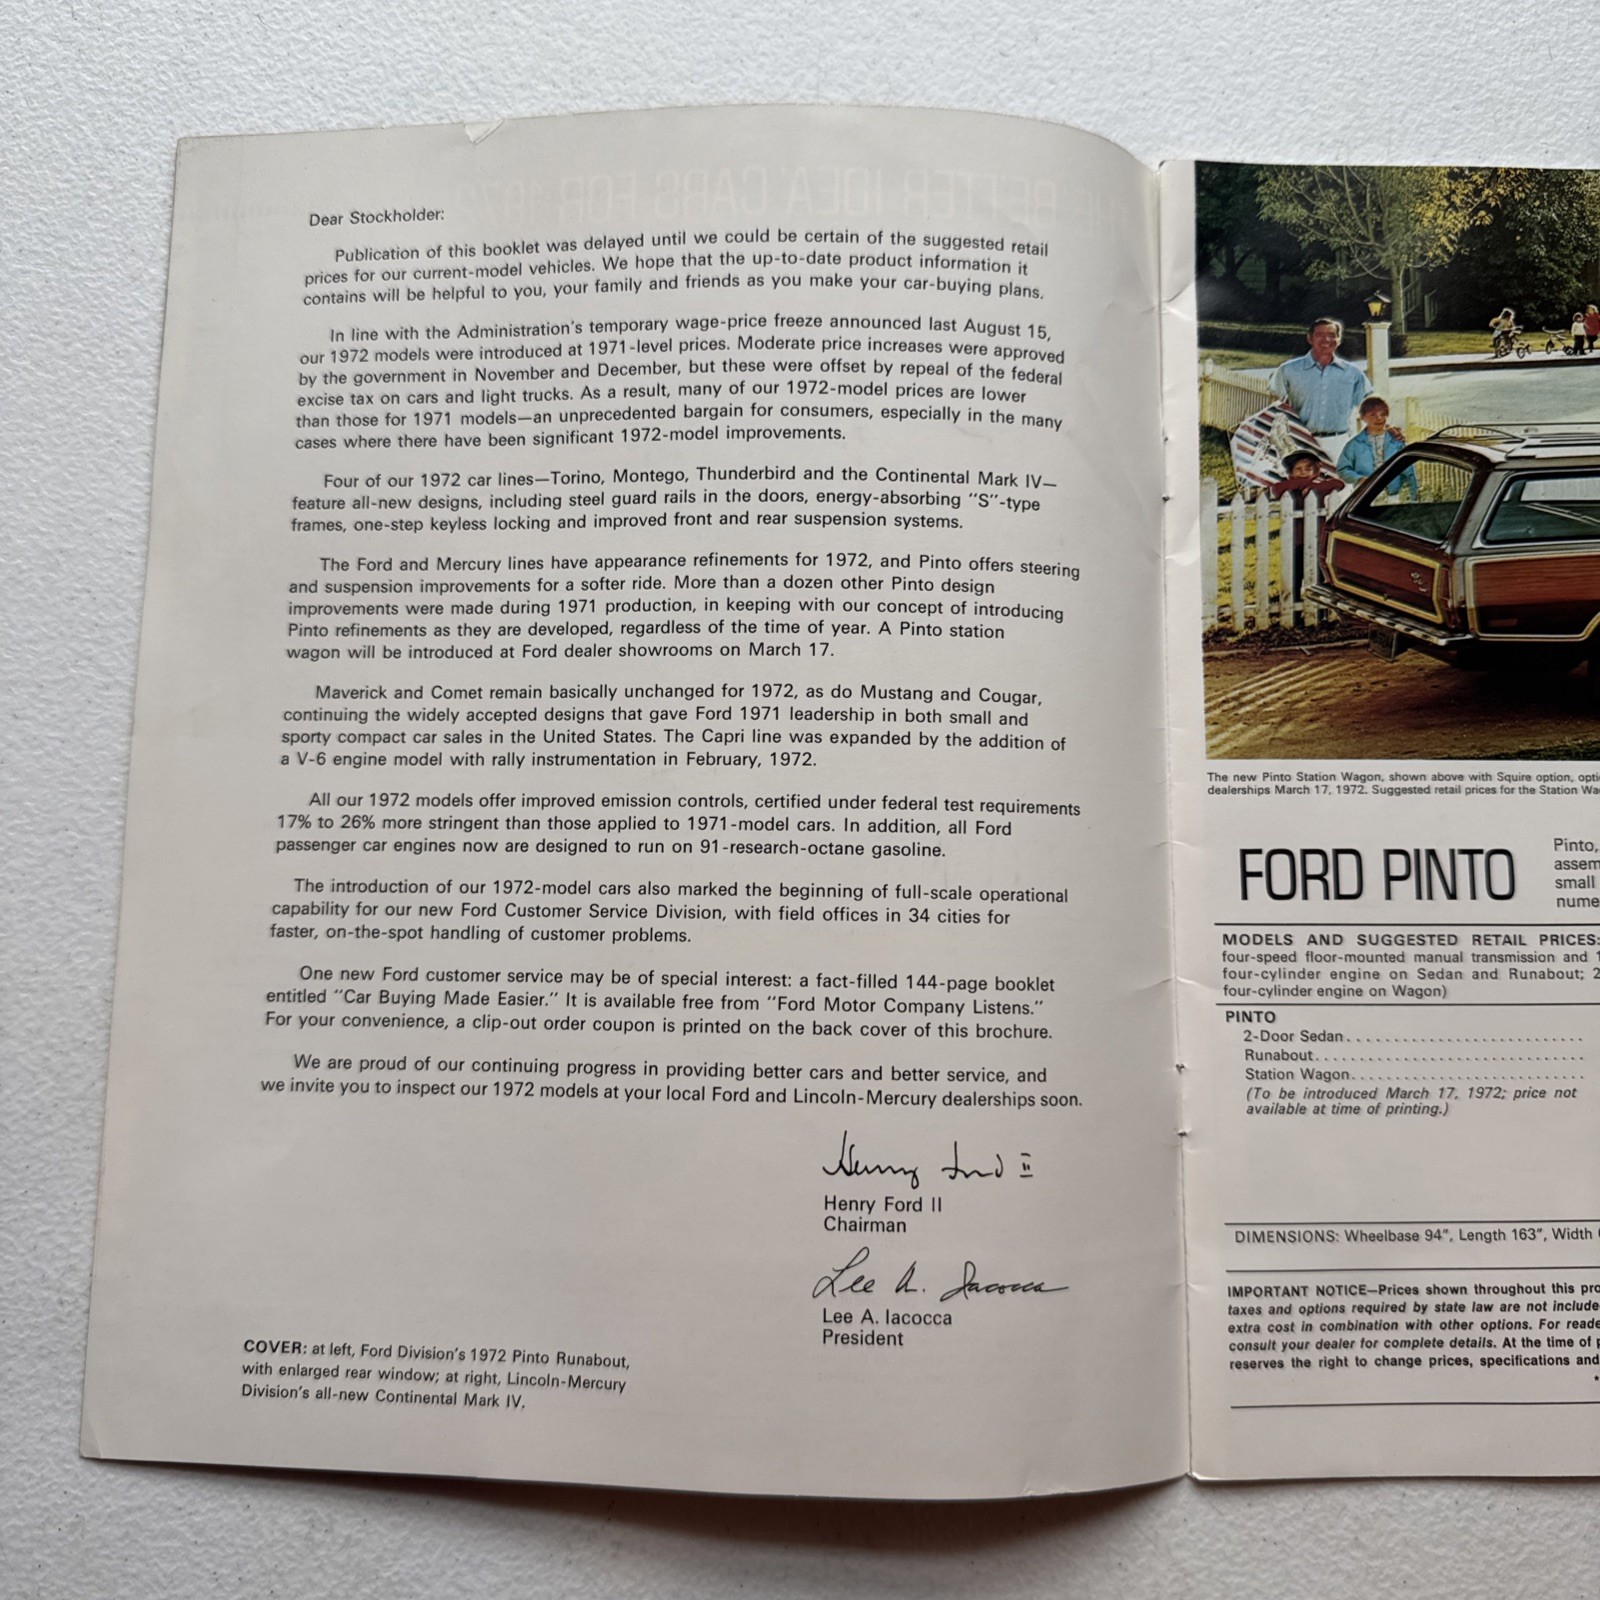 Dear Stockholder:
Publication of this booklet was delayed until we could be certain of the suggested retail
prices for our current-model vehicles. We hope that the up-to-date product information it
contains will be helpful to you, your family and friends as you make your car-buying plans.
In line with the Administration's temporary wage-price freeze announced last August 15,
our 1972 models were introduced at 1971-level prices. Moderate price increases were approved
by the government in November and December, but these were offset by repeal of the federal
excise tax on cars and light trucks. As a result, many of our 1972-model prices are lower
than those for 1971 models—an unprecedented bargain for consumers, especially in the many
cases where there have been significant 1972-model improvements.
Four of our 1972 car lines—Torino, Montego, Thunderbird and the Continental Mark IV—
feature all-new designs, including steel guard rails in the doors, energy-absorbing "S"-type
frames, one-step keyless locking and improved front and rear suspension systems.
The Ford and Mercury lines have appearance refinements for 1972, and Pinto offers steering
and suspension improvements for a softer ride. More than a dozen other Pinto design
improvements were made during 1971 production, in keeping with our concept of introducing
Pinto refinements as they are developed, regardless of the time of year. A Pinto station
wagon will be introduced at Ford dealer showrooms on March 17.
Maverick and Comet remain basically unchanged for 1972, as do Mustang and Cougar,
continuing the widely accepted designs that gave Ford 1971 leadership in both small and
sporty compact car sales in the United States. The Capri line was expanded by the addition of
a V-6 engine model with rally instrumentation in February, 1972.
All our 1972 models offer improved emission controls, certified under federal test requirements
17% to 26% more stringent than those applied to 1971-model cars. In addition, all Ford
passenger car engines now are designed to run on 91-research-octane gasoline.
The introduction of our 1972-model cars also marked the beginning of full-scale operational
capability for our new Ford Customer Service Division, with field offices in 34 cities for
faster, on-the-spot handling of customer problems.
One new Ford customer service may be of special interest: a fact-filled 144-page booklet
entitled "Car Buying Made Easier." It is available free from "Ford Motor Company Listens."
For your convenience, a clip-out order coupon is printed on the back cover of this brochure.
We are proud of our continuing progress in providing better cars and better service, and
we invite you to inspect our 1972 models at your local Ford and Lincoln-Mercury dealerships soon.
Henry Ford II
Henry Ford II
Chairman
Lee A. Iacocca
Lee A. Iacocca
President
COVER: at left, Ford Division's 1972 Pinto Runabout,
with enlarged rear window; at right, Lincoln-Mercury
Division's all-new Continental Mark IV.
The new Pinto Station Wagon, shown above with Squire option, opti
dealerships March 17, 1972. Suggested retail prices for the Station Wa
FORD PINTO
Pinto,
assem
small
nume
MODELS AND SUGGESTED RETAIL PRICES:
four-speed floor-mounted manual transmission and 1
four-cylinder engine on Sedan and Runabout; 2
four-cylinder engine on Wagon)
PINTO
2-Door Sedan
Runabout
Station Wagon
(To be introduced March 17, 1972; price not
available at time of printing.)
DIMENSIONS: Wheelbase 94", Length 163", Width
IMPORTANT NOTICE—Prices shown throughout this pro
taxes and options required by state law are not include
extra cost in combination with other options. For reade
consult your dealer for complete details. At the time of p
reserves the right to change prices, specifications and